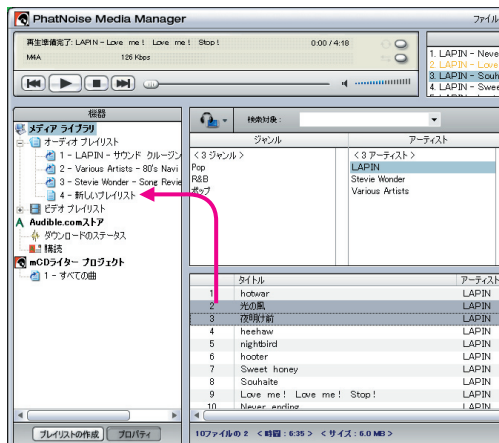 PhatNoise Media Manager
ファイル
再生準備完了: LAPIN - Love me! Love me! Stop!
0:00 / 4:18
M4A
126 Kbps
1. LAPIN - Neve
2. LAPIN - Love
3. LAPIN - Souh
4. LAPIN - Swee
機器
メディア ライブラリ
オーディオ プレイリスト
1 - LAPIN - サウンド クルージン
2 - Various Artists - 80's Navi
3 - Stevie Wonder - Song Revie
4 - 新しいプレイリスト
ビデオ プレイリスト
Audible.comストア
ダウンロードのステータス
購読
mCDライター プロジェクト
1 - すべての曲
プレイリストの作成
プロパティ
検索対象:
ジャンル
アーティスト
<3 ジャンル>
Pop
R&B
ポップ
<3 アーティスト>
LAPIN
Stevie Wonder
Various Artists
タイトル アーティスト
1 hotwar LAPIN
2 光の風 LAPIN
3 夜明け前 LAPIN
4 heehaw LAPIN
5 nightbird LAPIN
6 hooter LAPIN
7 Sweet honey LAPIN
8 Souhaite LAPIN
9 Love me! Love me! Stop! LAPIN
10 Never ending LAPIN
10ファイルの 2 <時間:6:35> <サイズ:6.0 MB>